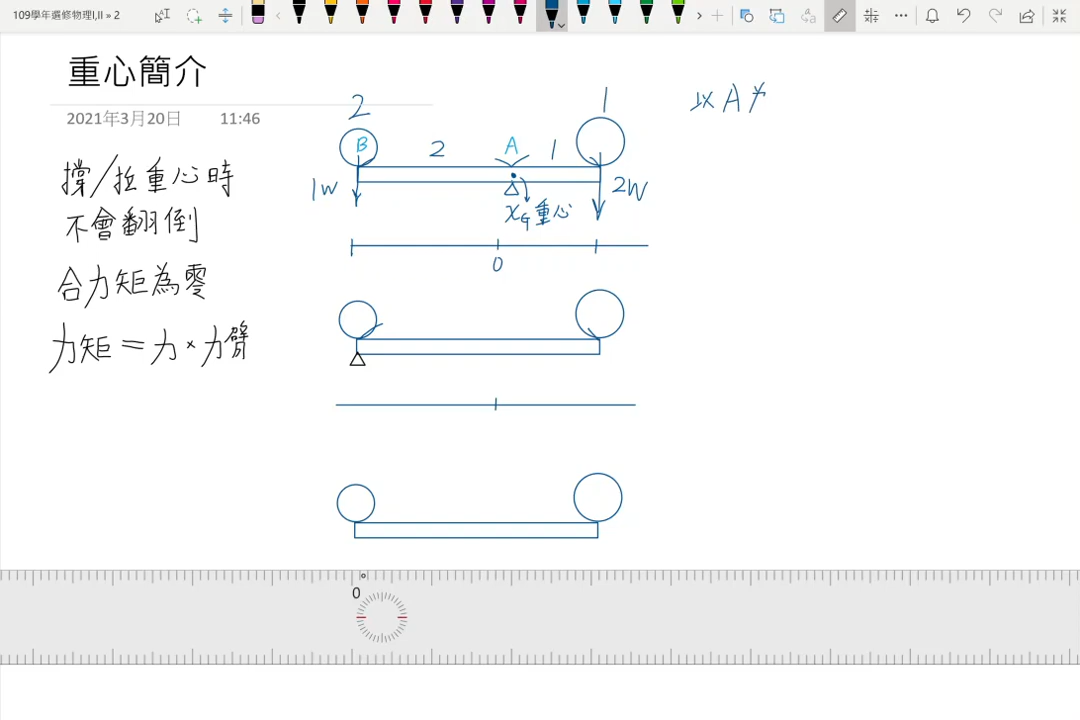 109學年選修物理I,II » 2
重心簡介
2021年3月20日 11:46
撐/拉重心時
不會翻倒
合力矩為零
力矩=力×力臂
2 1
B 2 A 1
1W 2W
XG重心
0
以A為
0